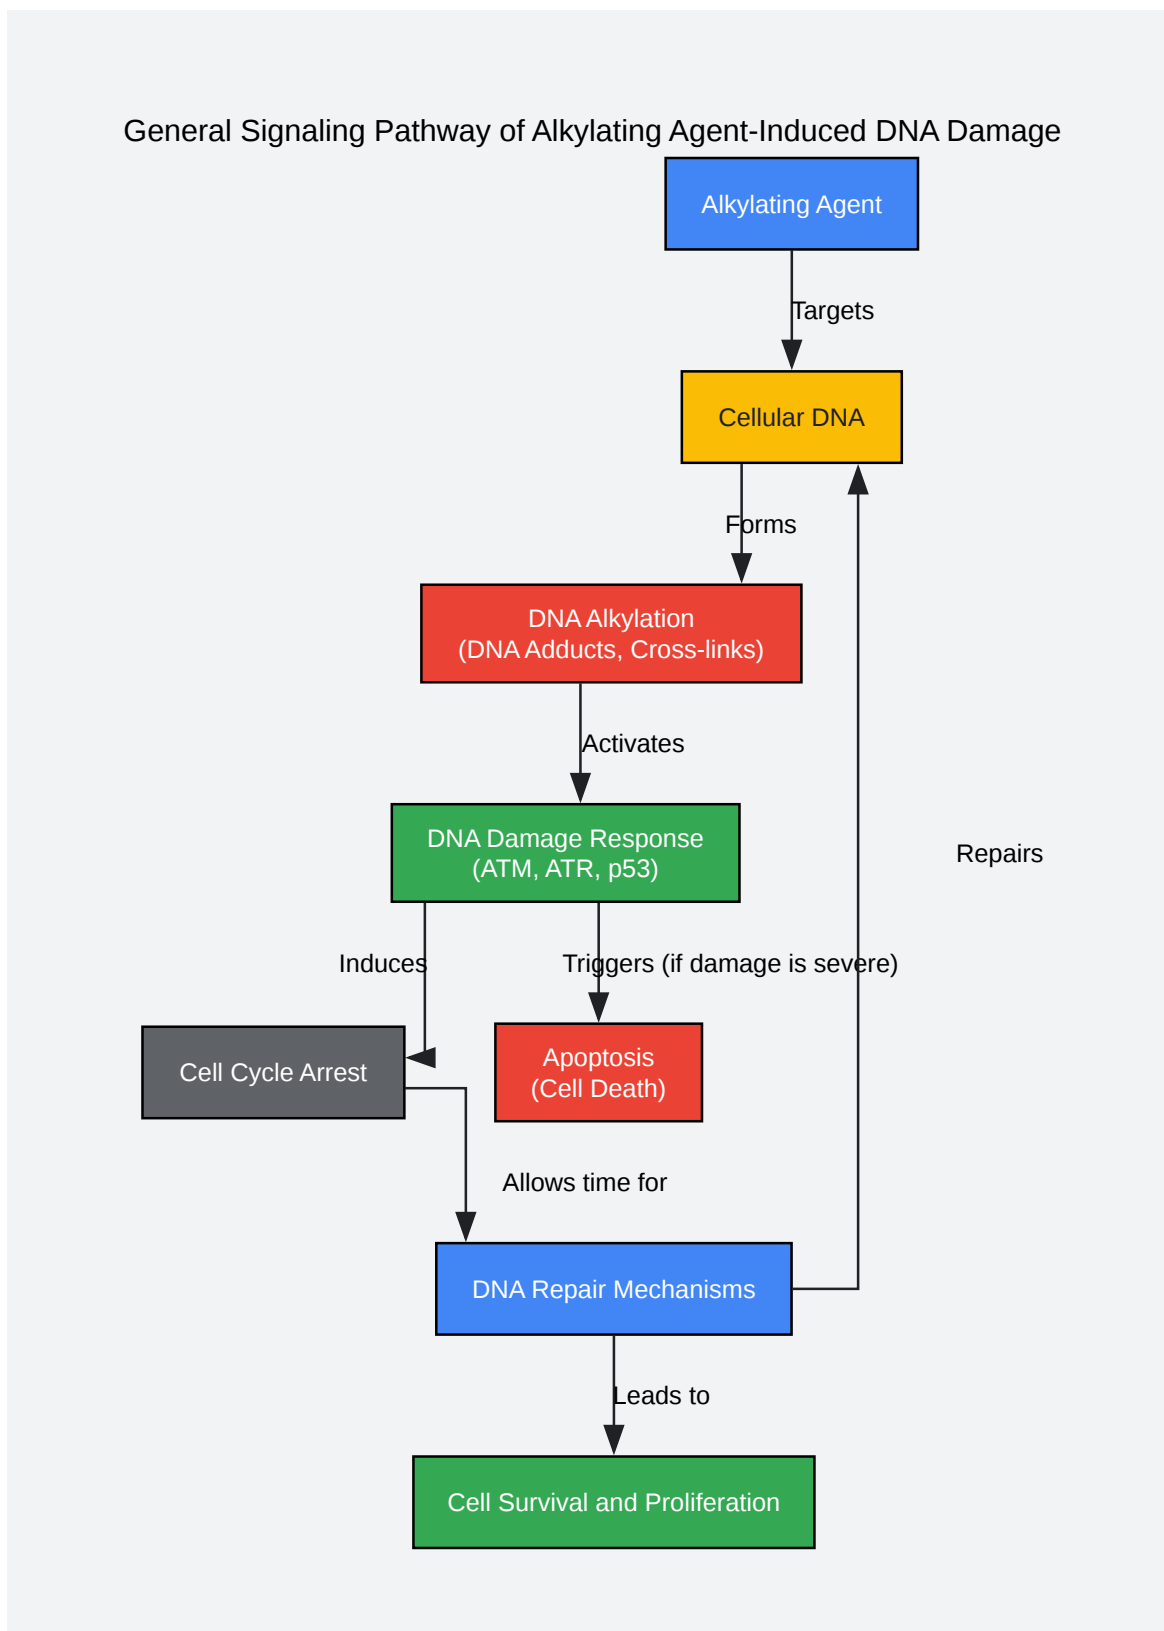 General Signaling Pathway of Alkylating Agent-Induced DNA Damage
Alkylating Agent
Targets
Cellular DNA
Forms
DNA Alkylation
(DNA Adducts, Cross-links)
Activates
DNA Damage Response
(ATM, ATR, p53)
Repairs
Induces
Triggers (if damage is severe)
Cell Cycle Arrest
Apoptosis
(Cell Death)
Allows time for
DNA Repair Mechanisms
Leads to
Cell Survival and Proliferation